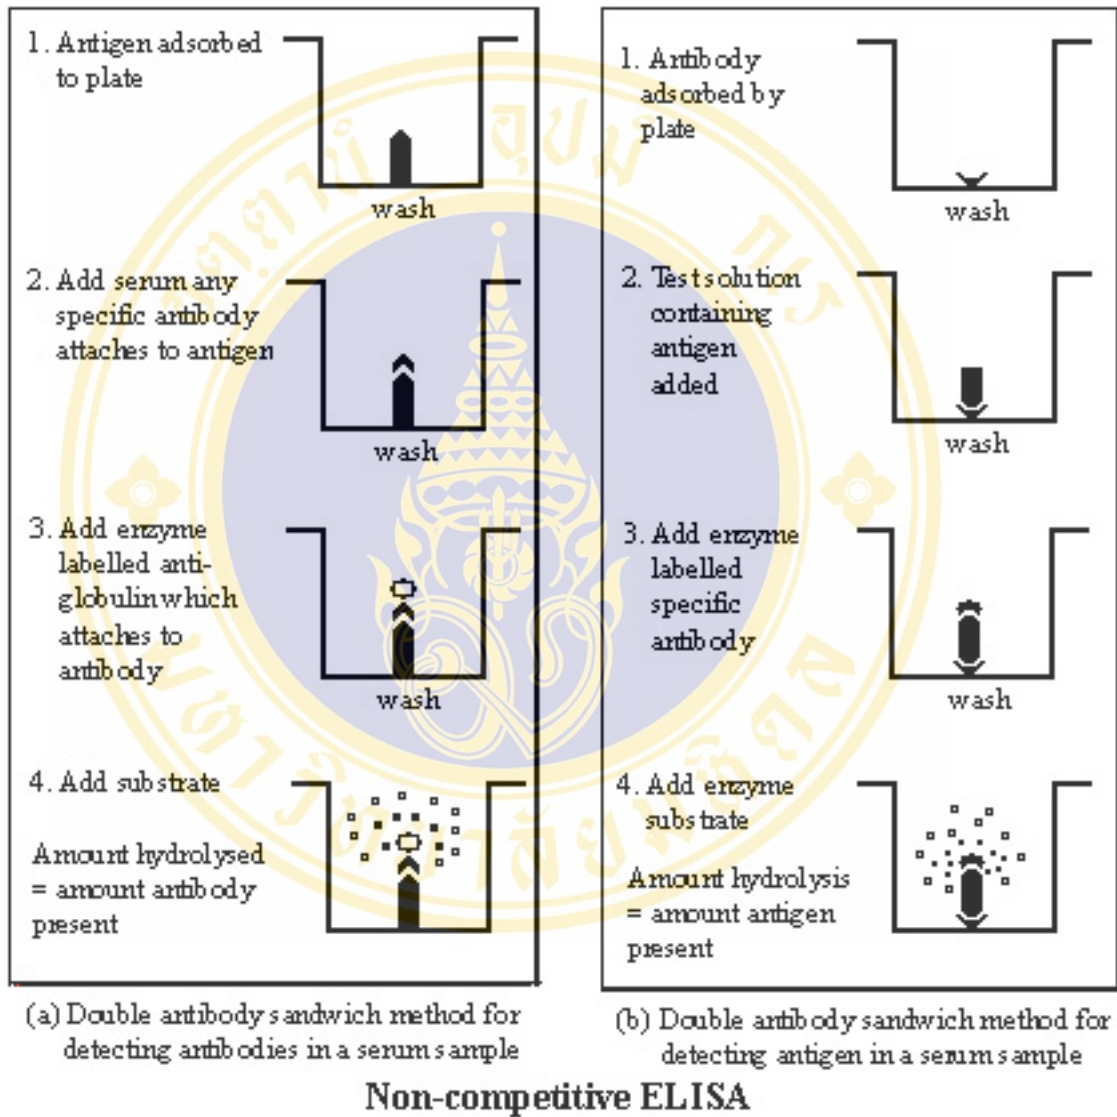 1. Antigen adsorbed
to plate
wash
2. Add serum any
specific antibody
attaches to antigen
wash
3. Add enzyme
labelled anti-
globulin which
attaches to
antibody
wash
4. Add substrate
Amount hydrolysed
= amount antibody
present
(a) Double antibody sandwich method for
detecting antibodies in a serum sample
1. Antibody
adsorbed by
plate
wash
2. Test solution
containing
antigen
added
wash
3. Add enzyme
labelled
specific
antibody
wash
4. Add enzyme
substrate
Amount hydrolysis
= amount antigen
present
(b) Double antibody sandwich method for
detecting antigen in a serum sample
Non-competitive ELISA